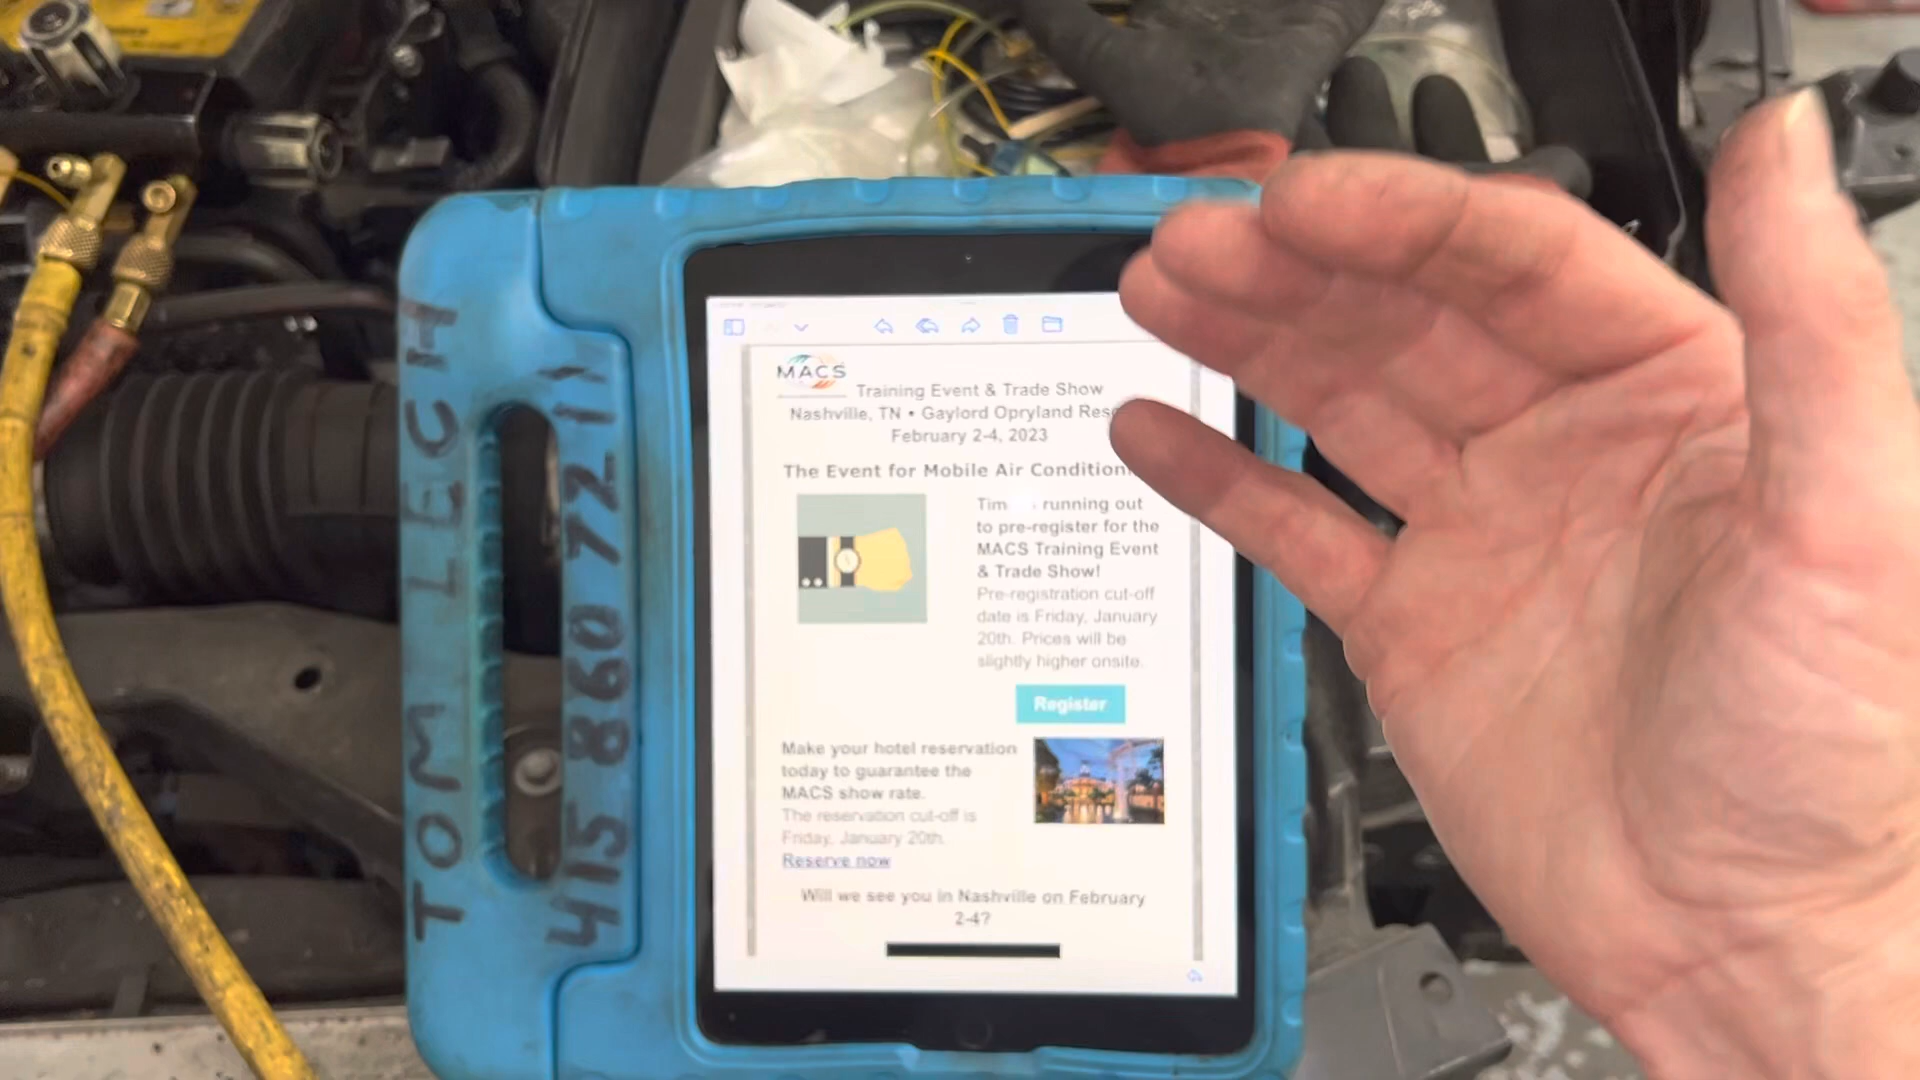 TOM LECH
415 860 7211
MACS
Training Event & Trade Show
Nashville, TN • Gaylord Opryland
February 2-4, 2023
The Event for Mobile Air
running out
to pre-register for the
MACS Training Event
& Trade Show!
Pre-registration cut-off
date is Friday, January
20th. Prices will be
slightly higher onsite.
Register
Make your hotel reservation
today to guarantee the
MACS show rate.
The reservation cut-off is
Friday, January 20th.
Reserve now
Will we see you in Nashville on February
2-4?